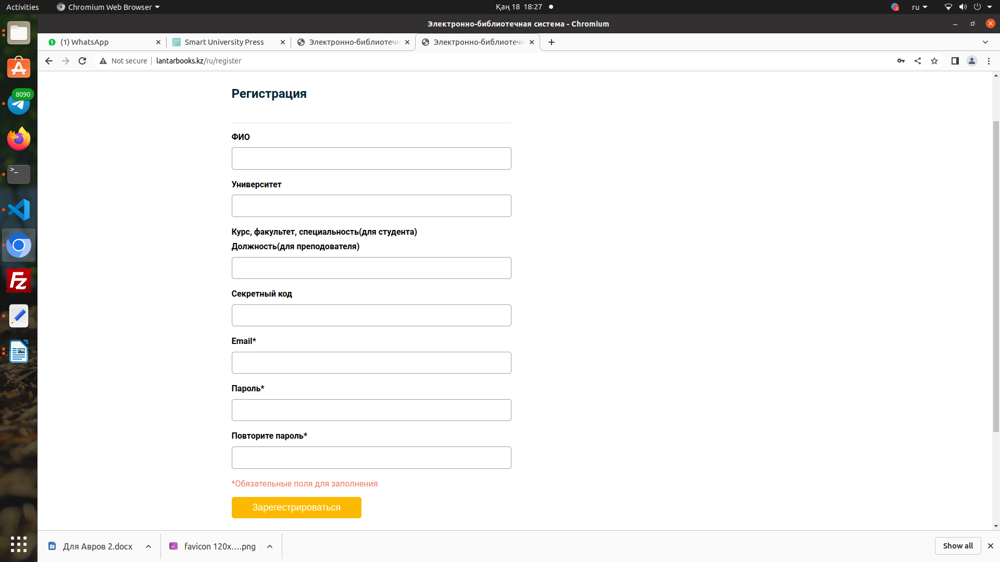 Activities
Chromium Web Browser
Қаң 18 18:27
ru
Электронно-библиотечная система - Chromium
(1) WhatsApp
Smart University Press
Электронно-библиотечн
Электронно-библиотечн
Not secure
lantarbooks.kz/ru/register
8090
Регистрация
ФИО
Университет
Курс, факультет, специальность(для студента)
Должность(для преподователя)
Секретный код
Email*
Пароль*
Повторите пароль*
*Обязательные поля для заполнения
Зарегестрироваться
Для Авров 2.docx
favicon 120x....png
Show all